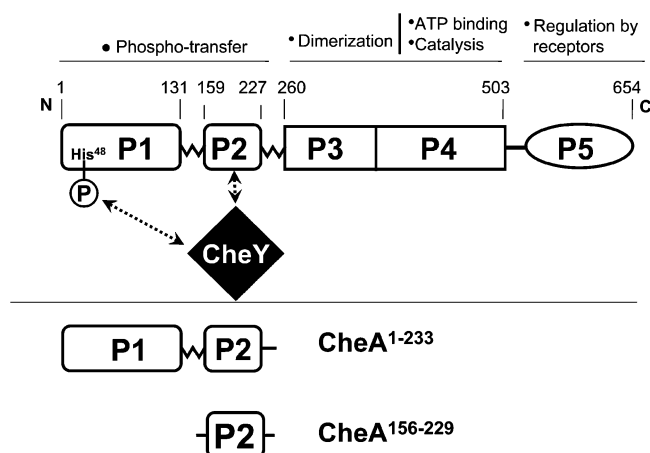 • Phospho-transfer
• Dimerization
•ATP binding
•Catalysis
• Regulation by
receptors
1 131 159 227 260 503 654
N C
His48 P1 P2 P3 P4 P5
P
CheY
P1 P2 CheA1-233
P2 CheA156-229